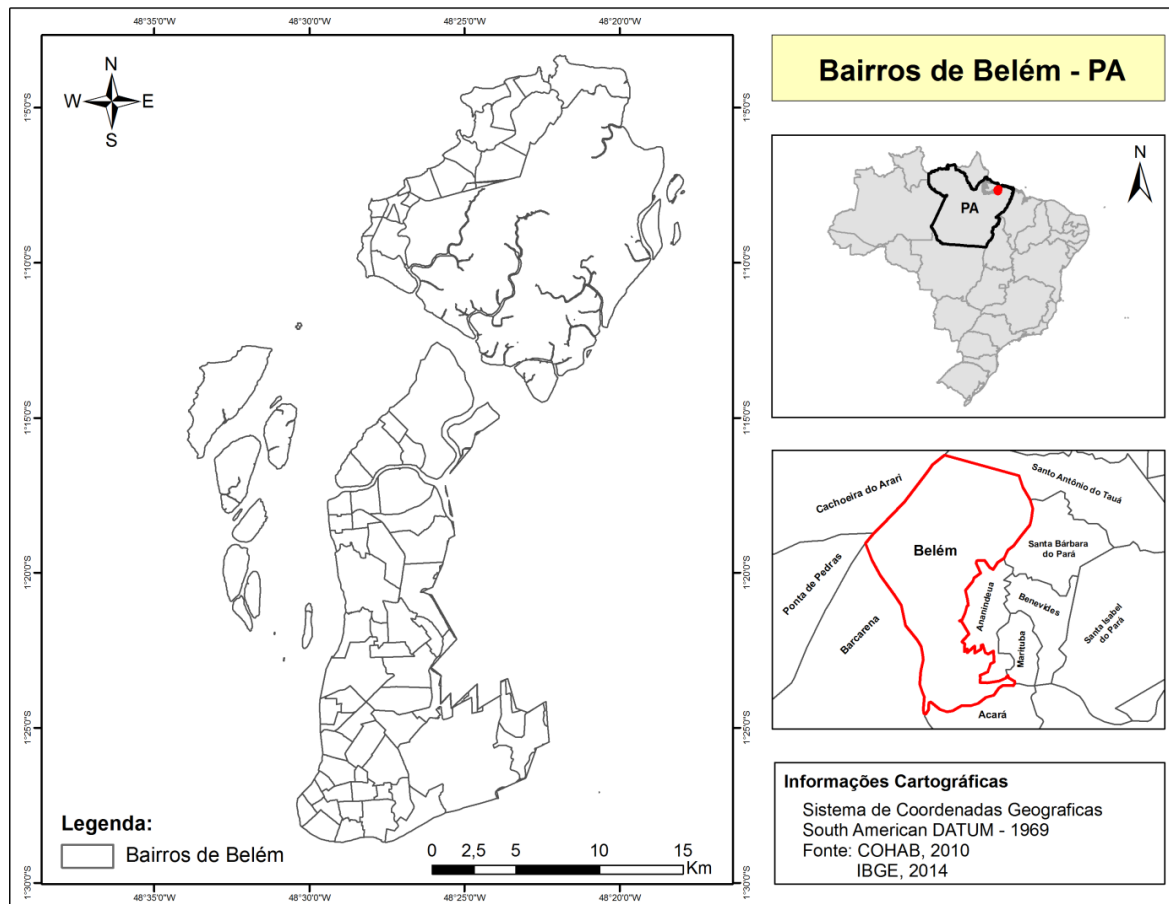 48°35'0"W
48°30'0"W
48°25'0"W
48°20'0"W
N
W
E
S
1°5'0"S
1°5'0"S
1°10'0"S
1°10'0"S
1°15'0"S
1°15'0"S
1°20'0"S
1°20'0"S
1°25'0"S
1°25'0"S
1°30'0"S
1°30'0"S
Legenda:
Bairros de Belém
0 2,5 5 10 15
Km
48°35'0"W
48°30'0"W
48°25'0"W
48°20'0"W
Bairros de Belém - PA
N
PA
Cachoeira do Arari
Santo Antônio do Tauá
Belém
Santa Bárbara
do Pará
Ponta de Pedras
Ananindeua
Benevides
Santa Isabel
do Pará
Barcarena
Marituba
Acará
Informações Cartográficas
Sistema de Coordenadas Geograficas
South American DATUM - 1969
Fonte: COHAB, 2010
IBGE, 2014